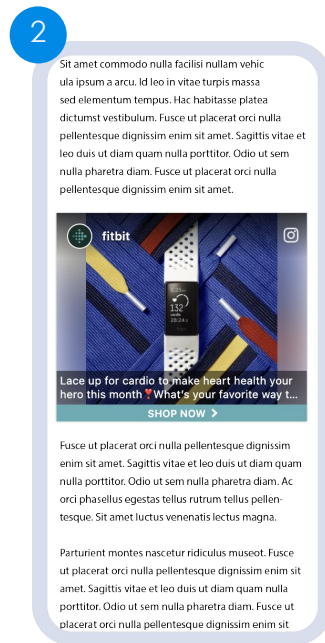 2
Sit amet commodo nulla facilisi nullam vehic
ula ipsum a arcu. Id leo in vitae turpis massa
sed elementum tempus. Hac habitasse platea
dictumst vestibulum. Fusce ut placerat orci nulla
pellentesque dignissim enim sit amet. Sagittis vitae et
leo duis ut diam quam nulla porttitor. Odio ut sem
nulla pharetra diam. Fusce ut placerat orci nulla
pellentesque dignissim enim sit amet.
fitbit
132
Lace up for cardio to make heart health your
hero this month❣️What's your favorite way t...
SHOP NOW >
Fusce ut placerat orci nulla pellentesque dignissim
enim sit amet. Sagittis vitae et leo duis ut diam quam
nulla porttitor. Odio ut sem nulla pharetra diam. Ac
orci phasellus egestas tellus rutrum tellus pellen-
tesque. Sit amet luctus venenatis lectus magna.
Parturient montes nascetur ridiculus museot. Fusce
ut placerat orci nulla pellentesque dignissim enim sit
amet. Sagittis vitae et leo duis ut diam quam nulla
porttitor. Odio ut sem nulla pharetra diam. Fusce ut
placerat orci nulla pellentesque dignissim enim sit